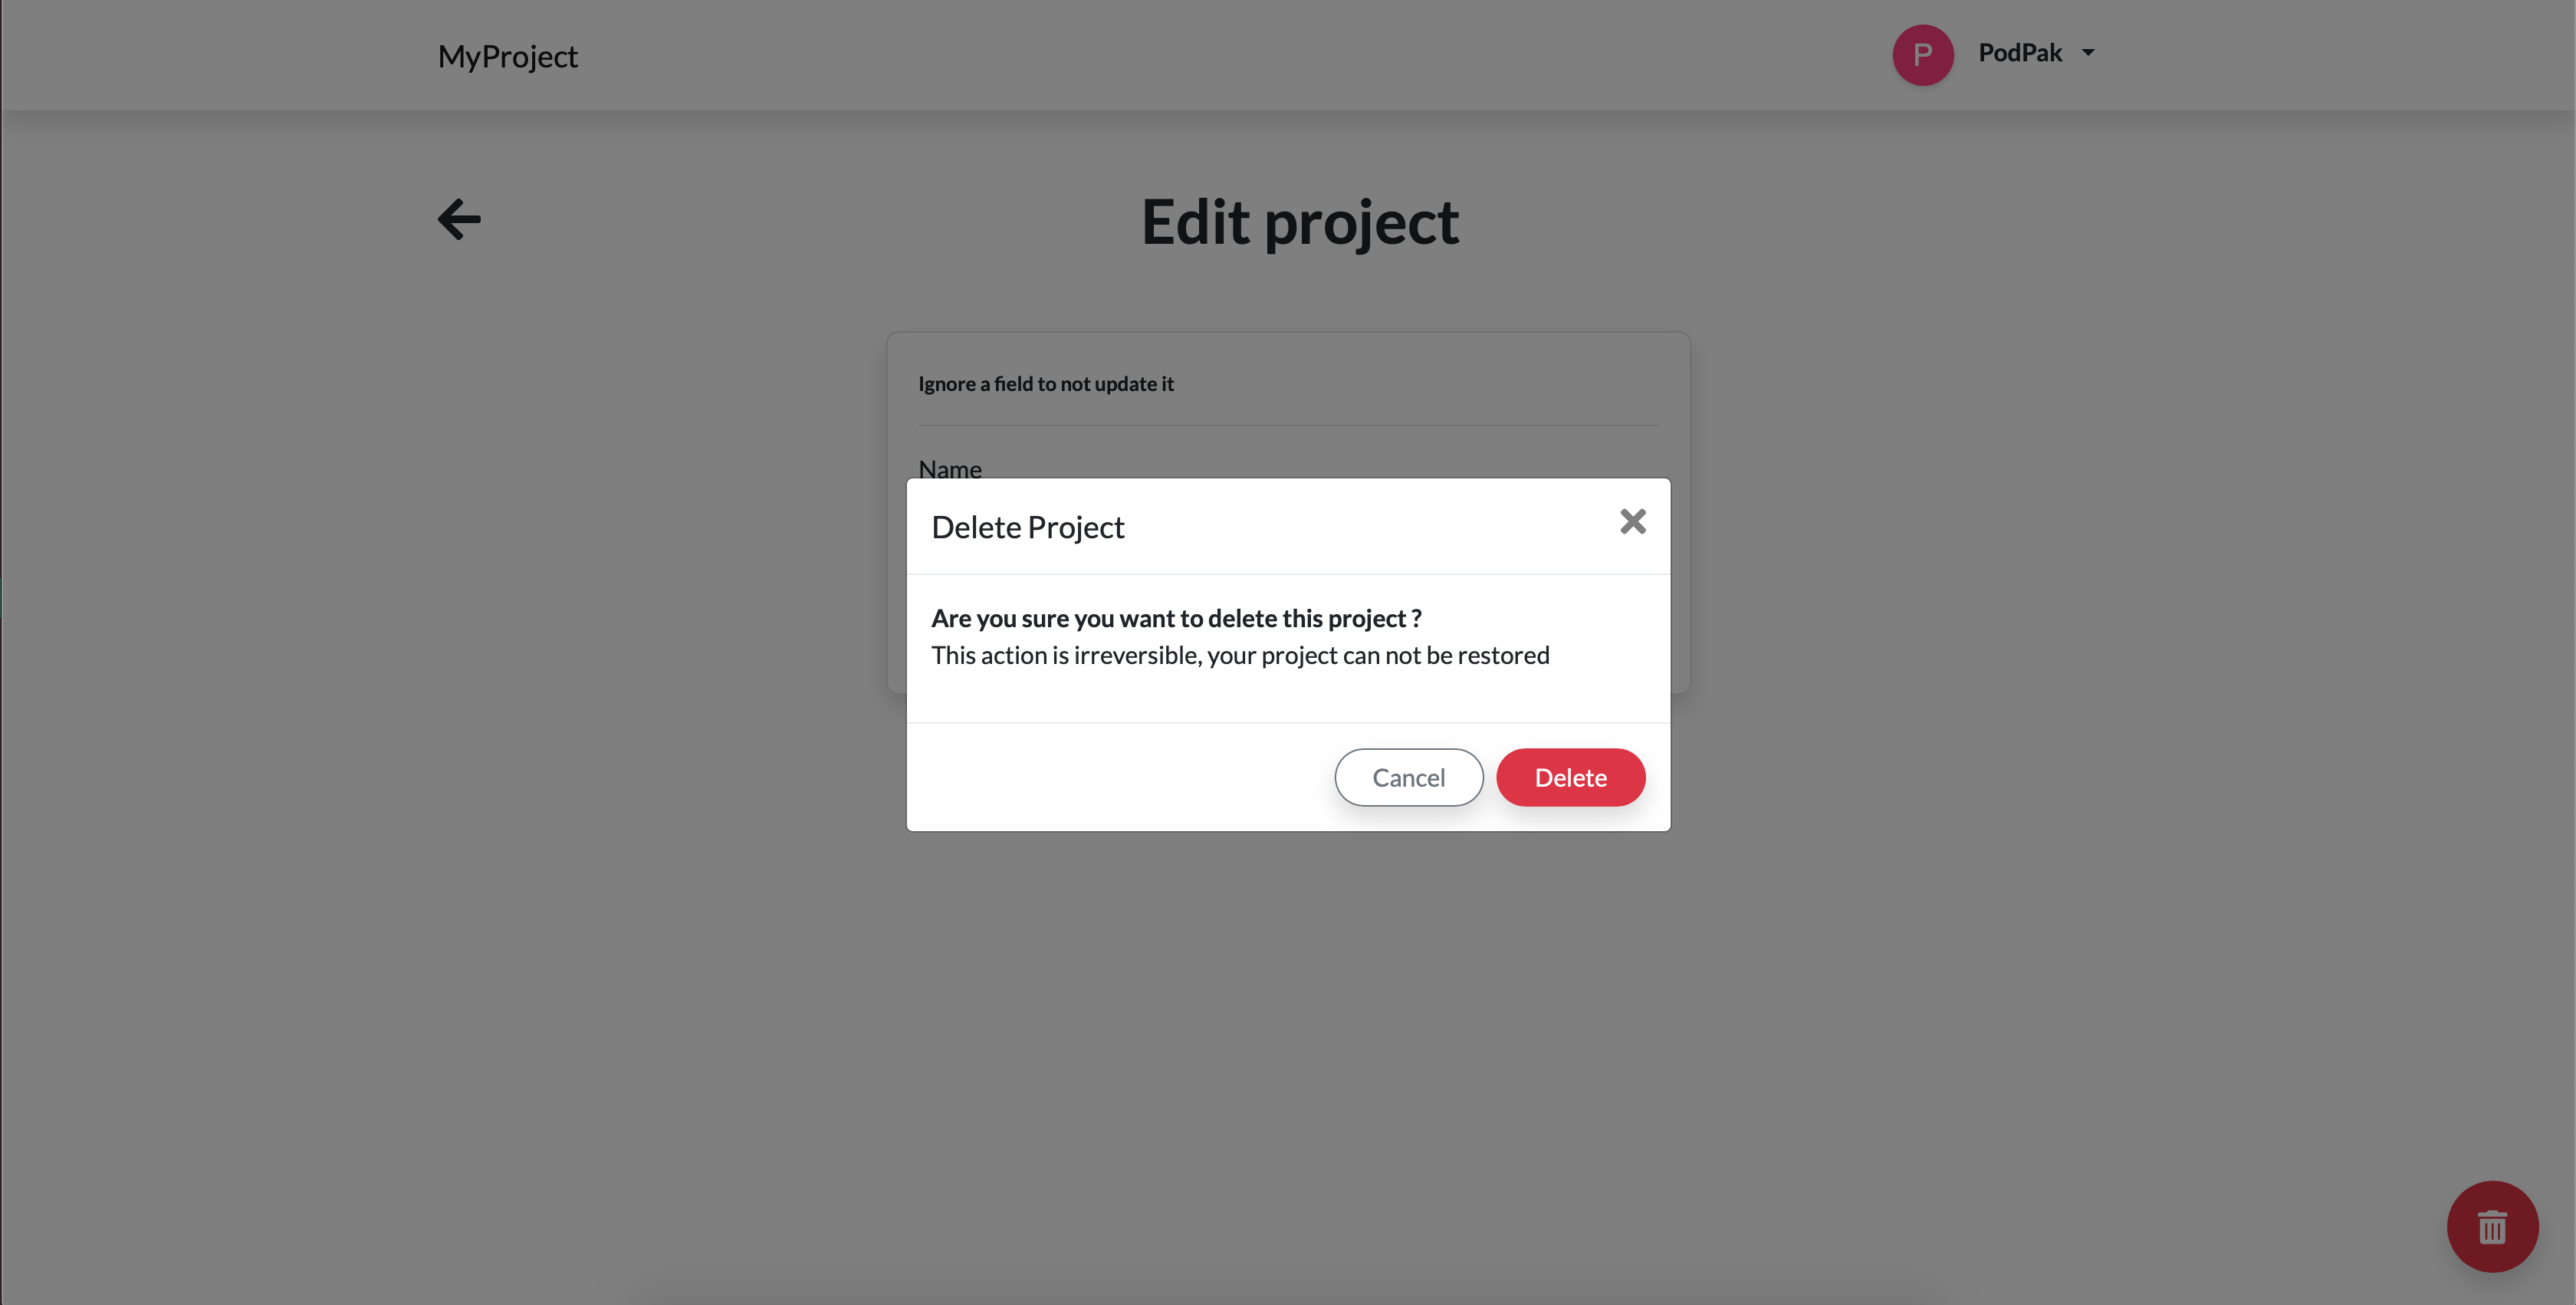 MyProject
P
PodPak
Edit project
Ignore a field to not update it
Name
Delete Project
Are you sure you want to delete this project ?
This action is irreversible, your project can not be restored
Cancel
Delete